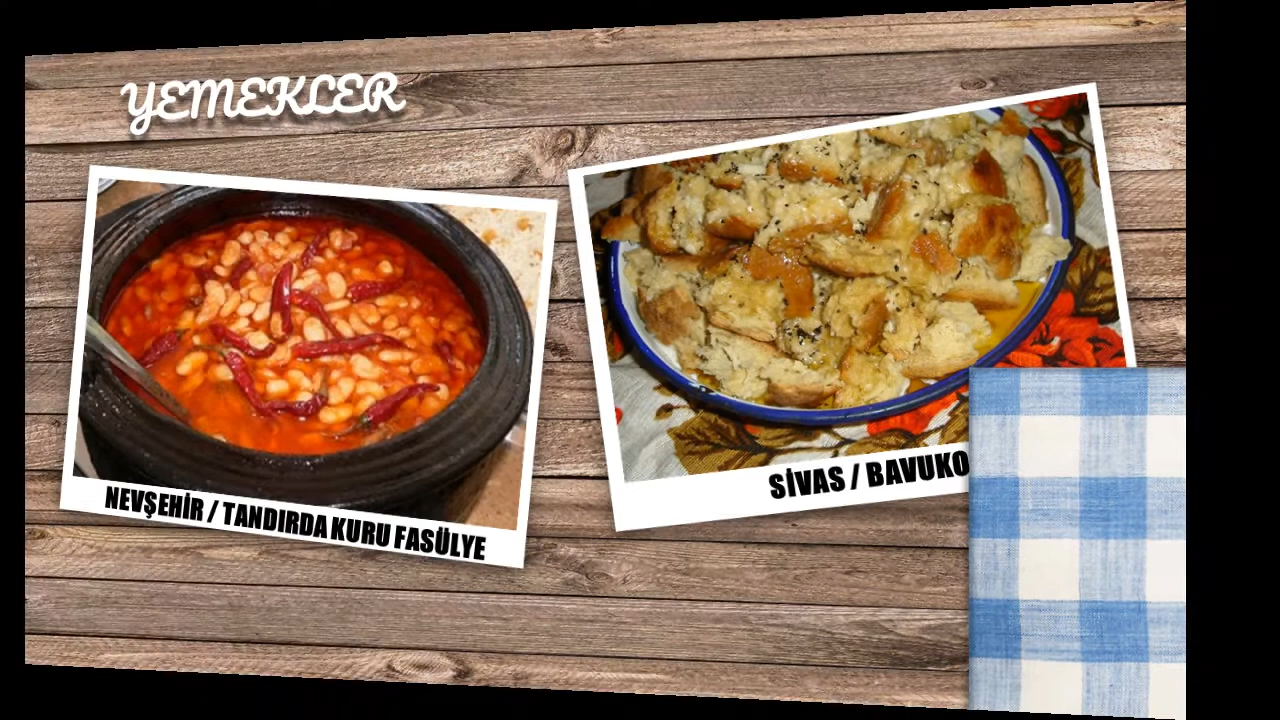 YEMEKLER
NEVŞEHİR / TANDIRDA KURU FASÜLYE
SİVAS / BAVUKO